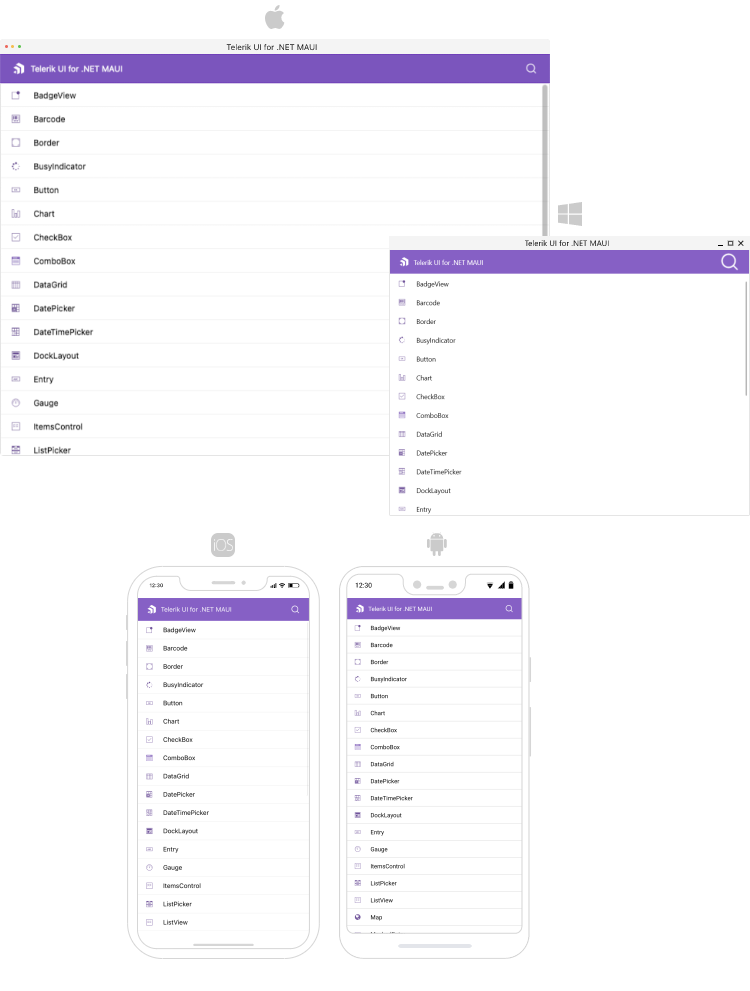 Telerik UI for .NET MAUI
Telerik UI for .NET MAUI
BadgeView
Barcode
Border
BusyIndicator
Button
Chart
CheckBox
ComboBox
DataGrid
DatePicker
DateTimePicker
DockLayout
Entry
Gauge
ItemsControl
ListPicker
Telerik UI for .NET MAUI
Telerik UI for .NET MAUI
BadgeView
Barcode
Border
BusyIndicator
Button
Chart
CheckBox
ComboBox
DataGrid
DatePicker
DateTimePicker
DockLayout
Entry
iOS
12:30
Telerik UI for .NET MAUI
BadgeView
Barcode
Border
BusyIndicator
Button
Chart
CheckBox
ComboBox
DataGrid
DatePicker
DateTimePicker
DockLayout
Entry
Gauge
ItemsControl
ListPicker
ListView
12:30
Telerik UI for .NET MAUI
BadgeView
Barcode
Border
BusyIndicator
Button
Chart
CheckBox
ComboBox
DataGrid
DatePicker
DateTimePicker
DockLayout
Entry
Gauge
ItemsControl
ListPicker
ListView
Map